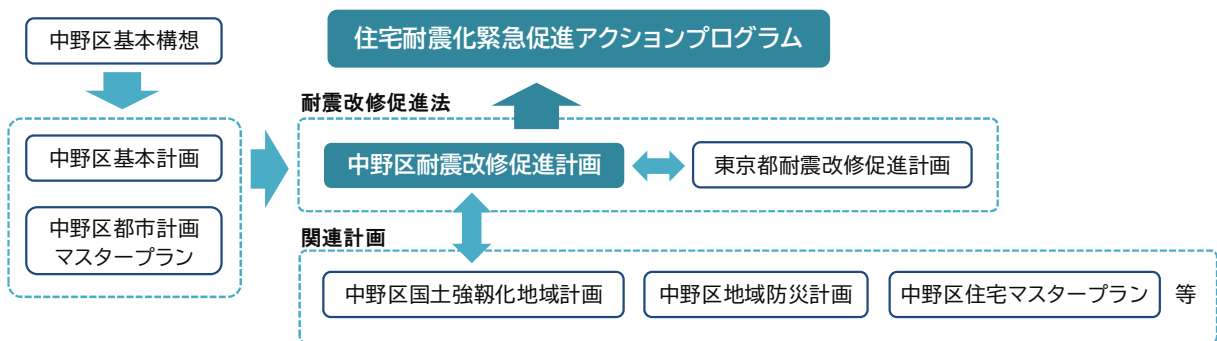 中野区基本構想
住宅耐震化緊急促進アクションプログラム
耐震改修促進法
中野区基本計画
中野区耐震改修促進計画
東京都耐震改修促進計画
中野区都市計画
マスタープラン
関連計画
中野区国土強靱化地域計画
中野区地域防災計画
中野区住宅マスタープラン
等